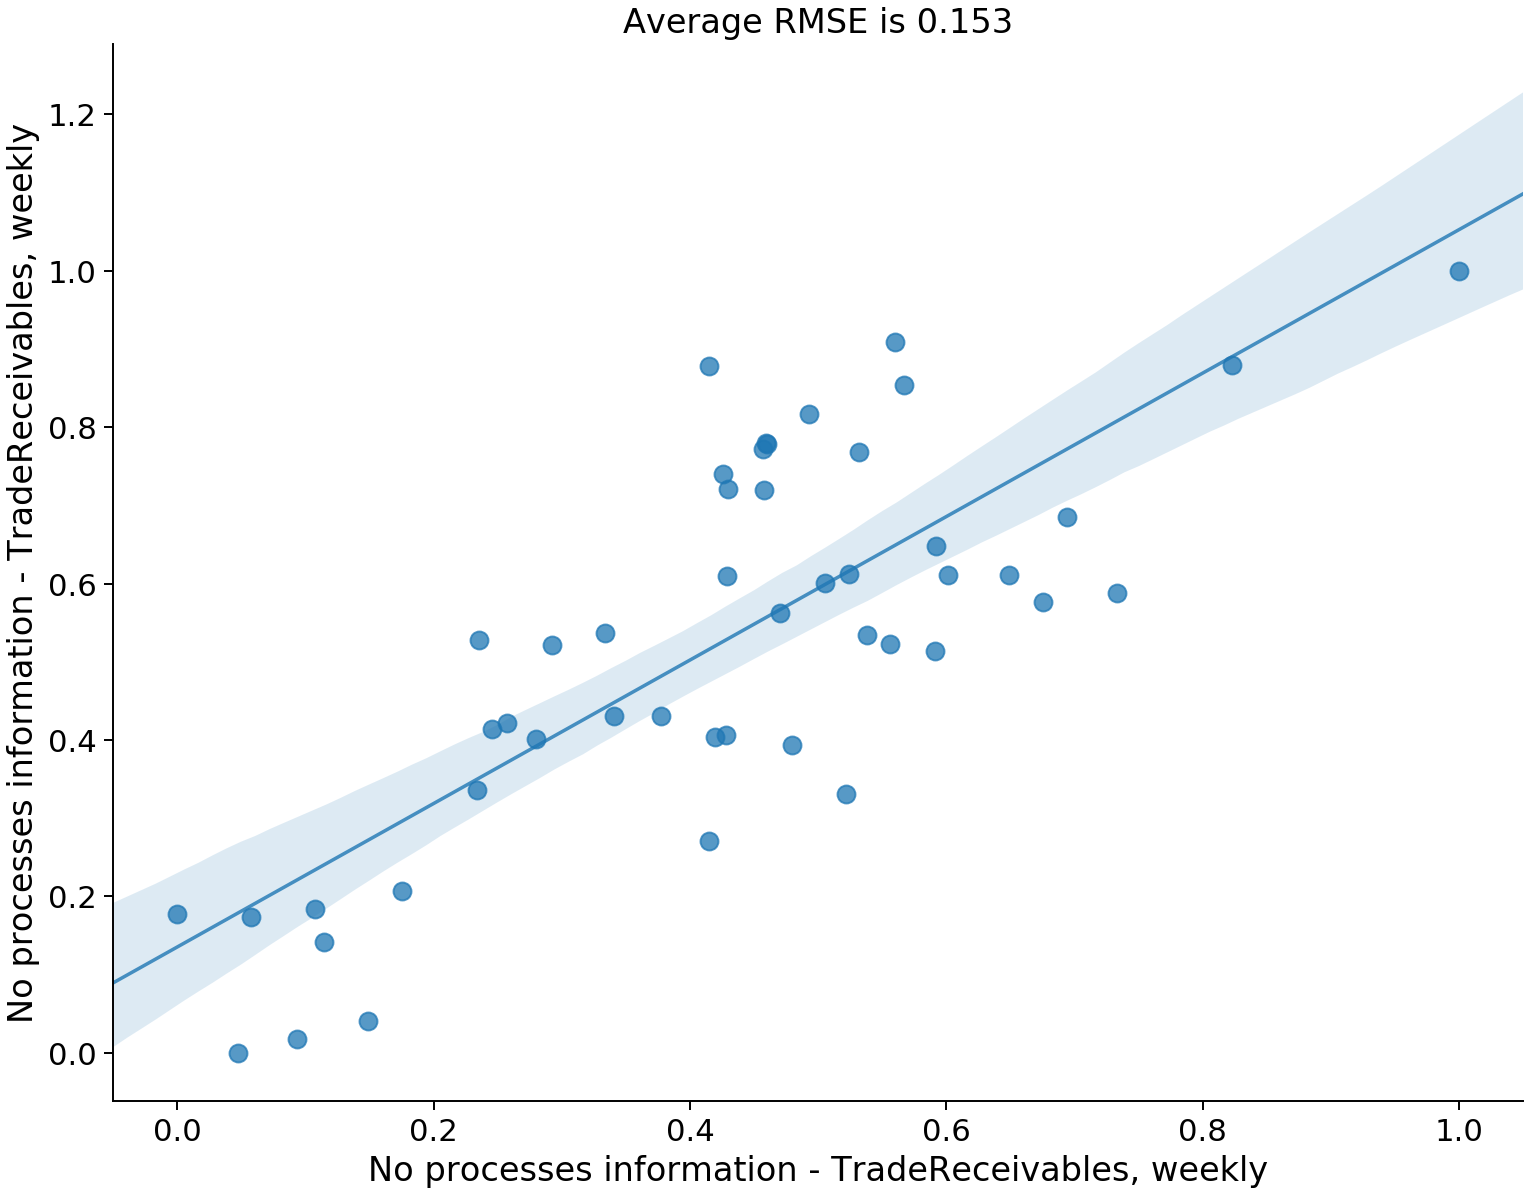 Average RMSE is 0.153
No processes information - TradeReceivables, weekly
1.2
1.0
0.8
0.6
0.4
0.2
0.0
0.0 0.2 0.4 0.6 0.8 1.0
No processes information - TradeReceivables, weekly